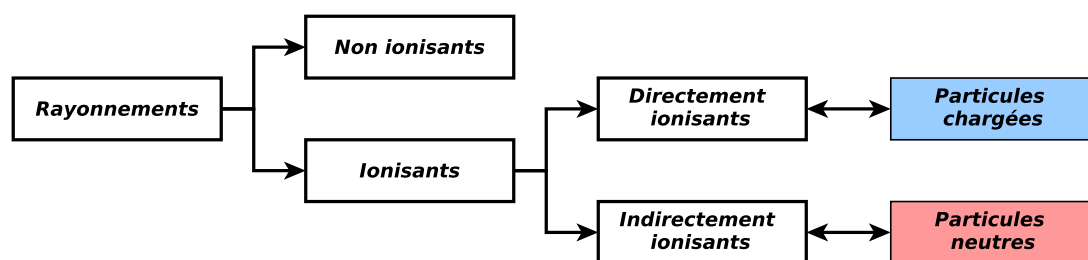 Non ionisants
Rayonnements
Directement
ionisants
Particules
chargées
Ionisants
Indirectement
ionisants
Particules
neutres